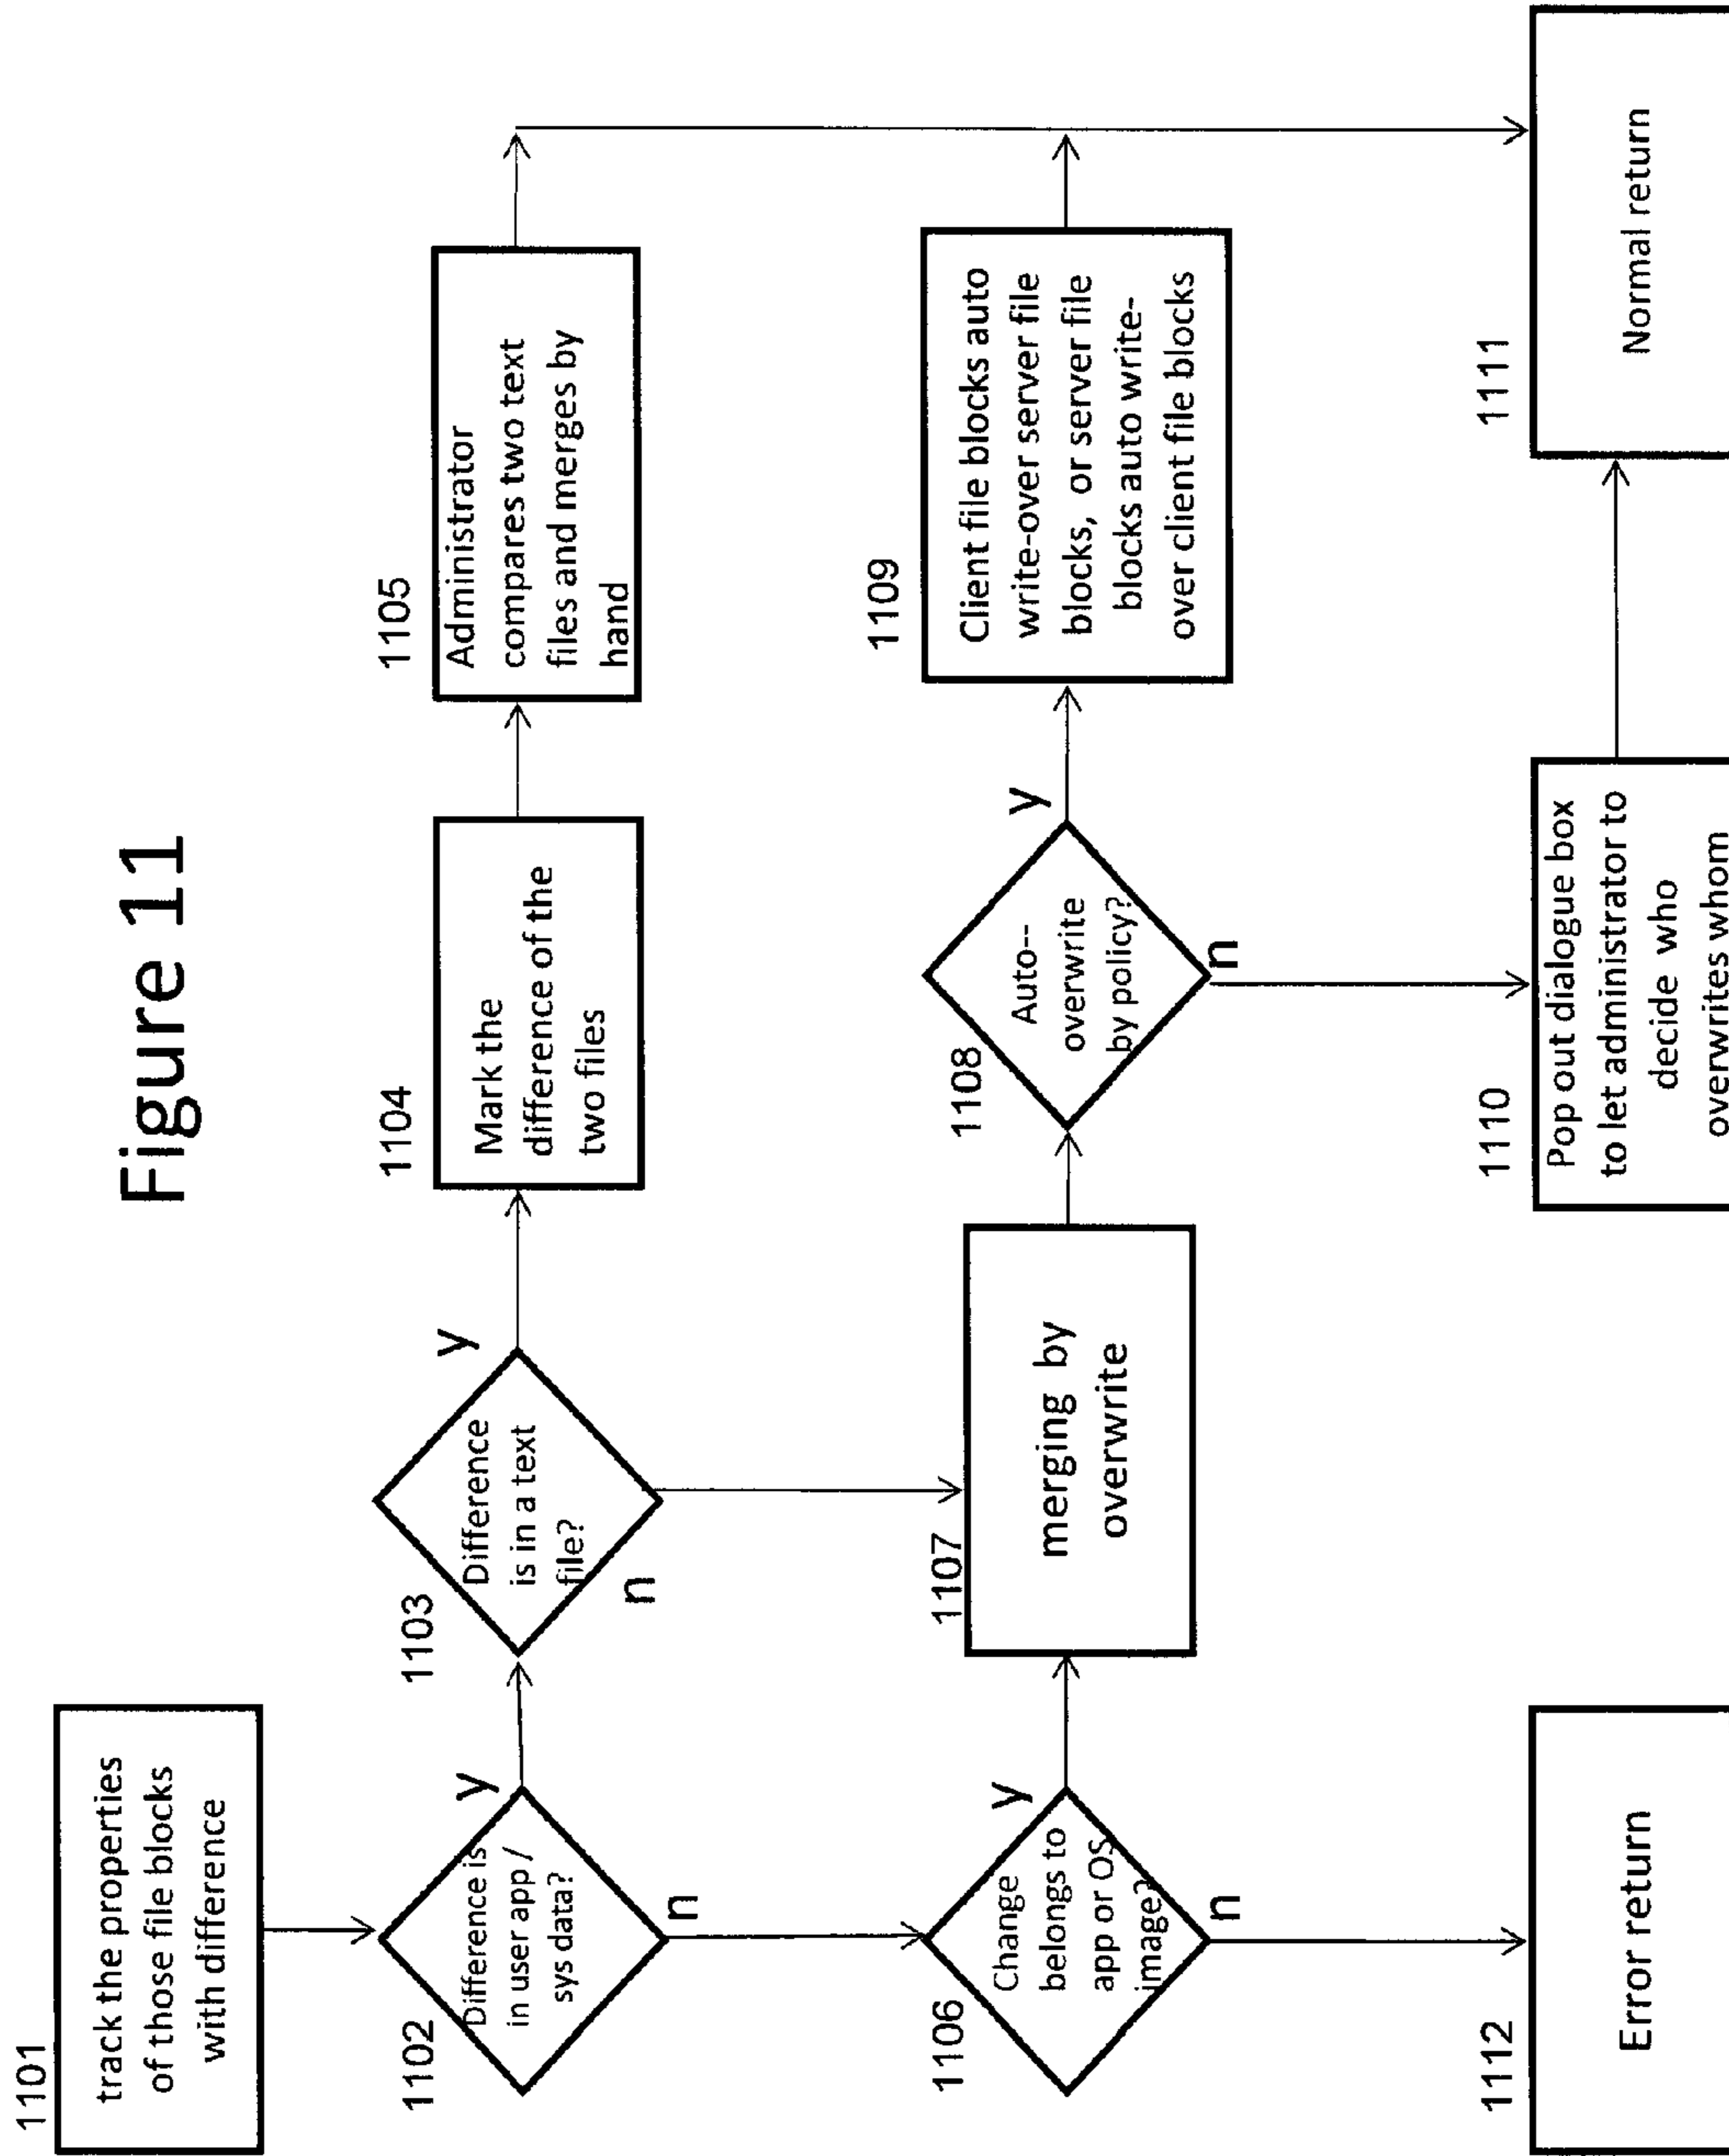 Figure 11
1101
track the properties
of those file blocks
with difference
1102
Difference is
in user app /
sys data?
y
n
1103
Difference
is in a text
file?
y
n
1104
Mark the
difference of the
two files
1105
Administrator
compares two text
files and merges by
hand
1106
Change
belongs to
app or OS
image?
y
n
1107
merging by
overwrite
1108
Auto--
overwrite
by policy?
y
n
1109
Client file blocks auto
write-over server file
blocks, or server file
blocks auto write-
over client file blocks
1112
Error return
1110
Pop out dialogue box
to let administrator to
decide who
overwrites whom
1111
Normal return